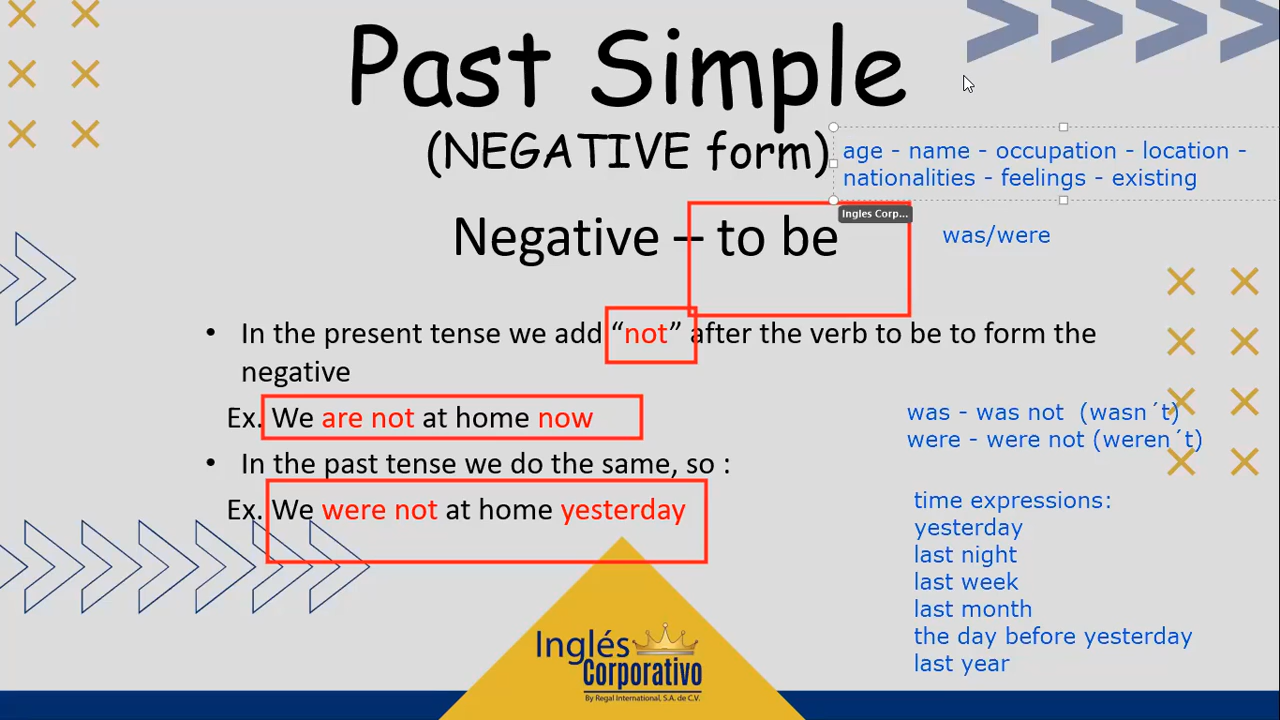 Past Simple
(NEGATIVE form)
age - name - occupation - location -
nationalities - feelings - existing
Ingles Corp...
Negative – to be
was/were
• In the present tense we add “not” after the verb to be to form the
negative
Ex. We are not at home now
was - was not (wasn´t)
were - were not (weren´t)
• In the past tense we do the same, so :
Ex. We were not at home yesterday
time expressions:
yesterday
last night
last week
last month
the day before yesterday
last year
Inglés
Corporativo
By Regal International, S.A. de C.V.